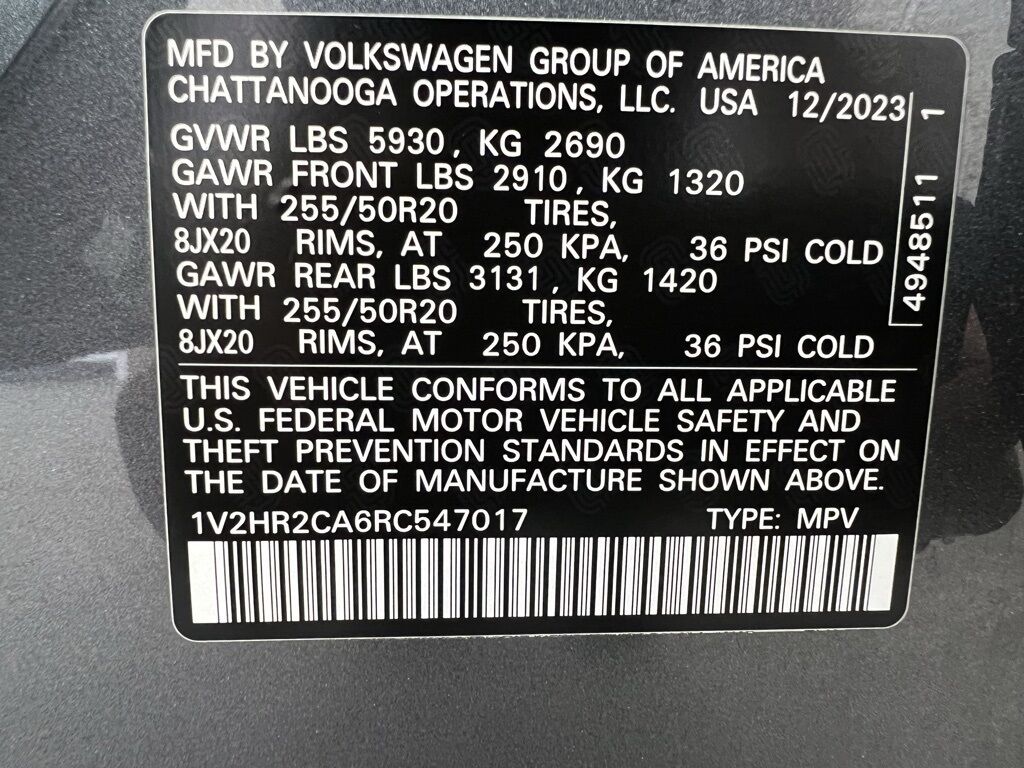 MFD BY VOLKSWAGEN GROUP OF AMERICA
CHATTANOOGA OPERATIONS, LLC. USA 12/2023
GVWR LBS 5930, KG 2690
GAWR FRONT LBS 2910, KG 1320
WITH 255/50R20 TIRES,
8JX20 RIMS, AT 250 KPA, 36 PSI COLD
GAWR REAR LBS 3131, KG 1420
WITH 255/50R20 TIRES,
8JX20 RIMS, AT 250 KPA, 36 PSI COLD
4948511 1
THIS VEHICLE CONFORMS TO ALL APPLICABLE
U.S. FEDERAL MOTOR VEHICLE SAFETY AND
THEFT PREVENTION STANDARDS IN EFFECT ON
THE DATE OF MANUFACTURE SHOWN ABOVE.
1V2HR2CA6RC547017 TYPE: MPV